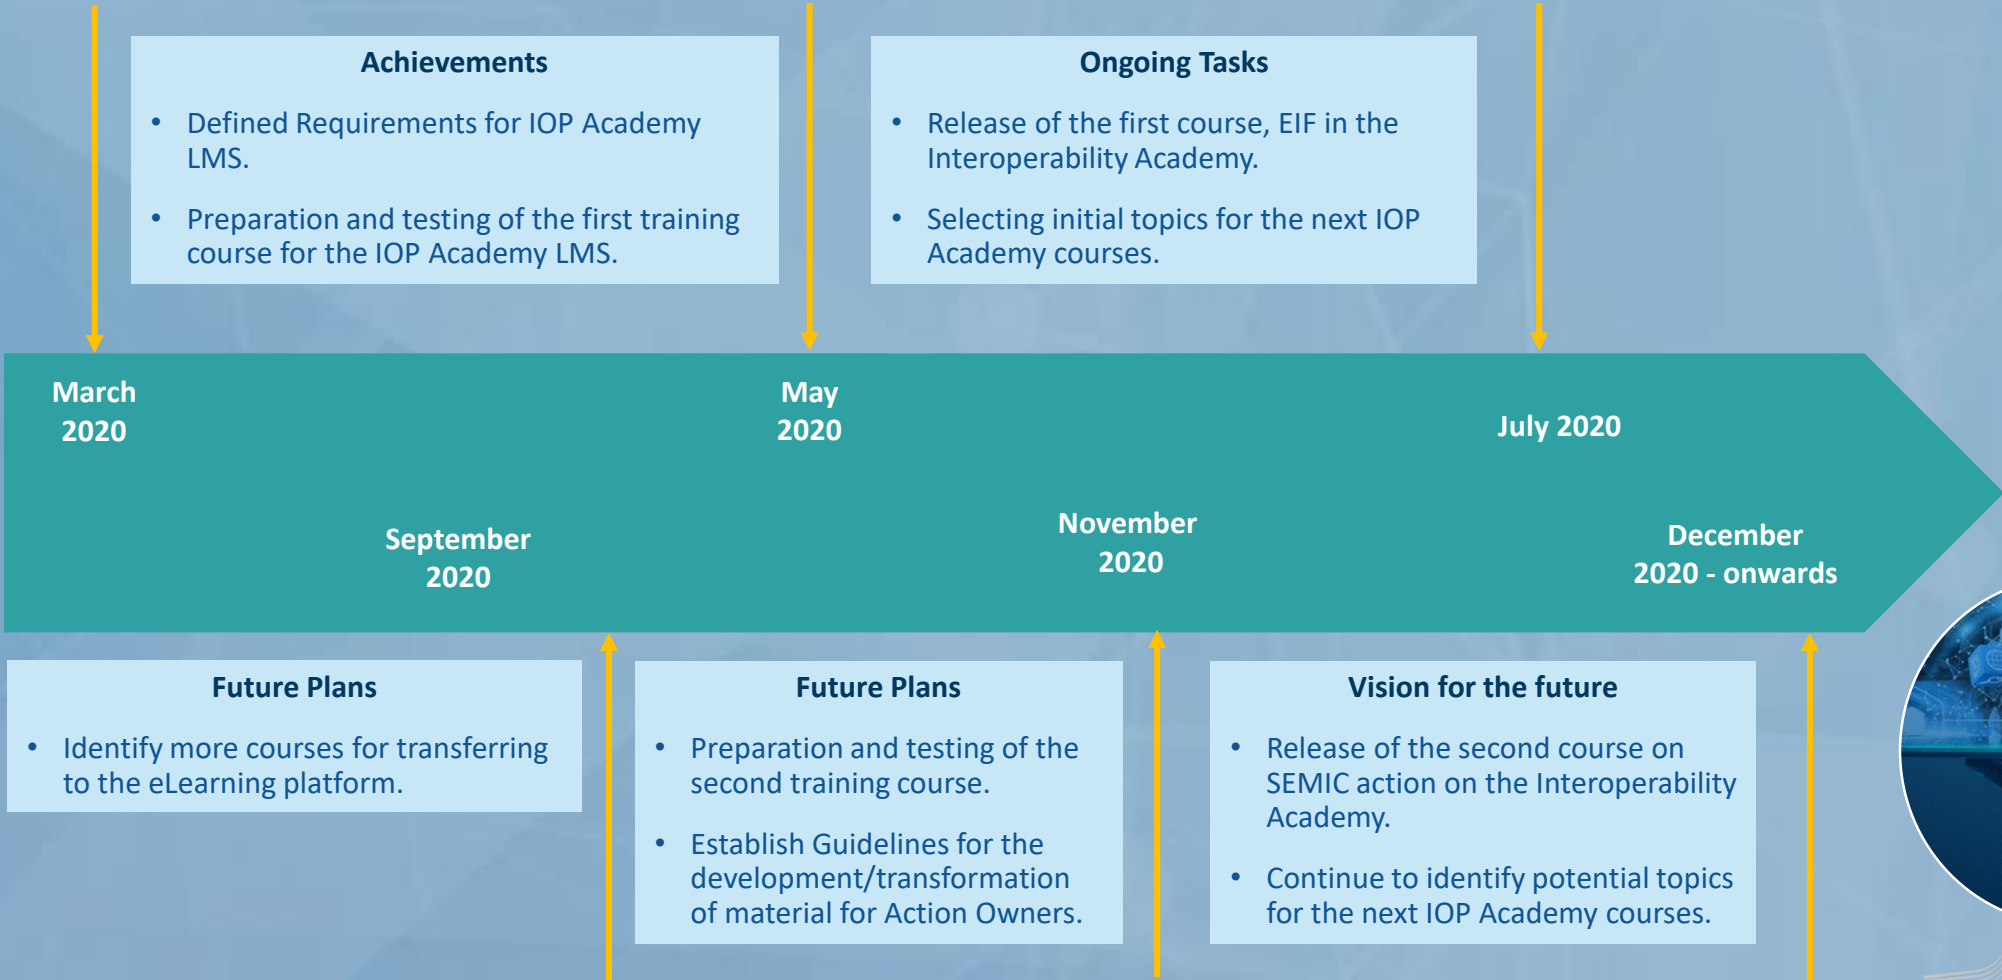 Achievements
• Defined Requirements for IOP Academy
LMS.
• Preparation and testing of the first training
course for the IOP Academy LMS.
Ongoing Tasks
• Release of the first course, EIF in the
Interoperability Academy.
• Selecting initial topics for the next IOP
Academy courses.
March
2020
May
2020
July 2020
September
2020
November
2020
December
2020 - onwards
Future Plans
• Identify more courses for transferring
to the eLearning platform.
Future Plans
• Preparation and testing of the
second training course.
• Establish Guidelines for the
development/transformation
of material for Action Owners.
Vision for the future
• Release of the second course on
SEMIC action on the Interoperability
Academy.
• Continue to identify potential topics
for the next IOP Academy courses.